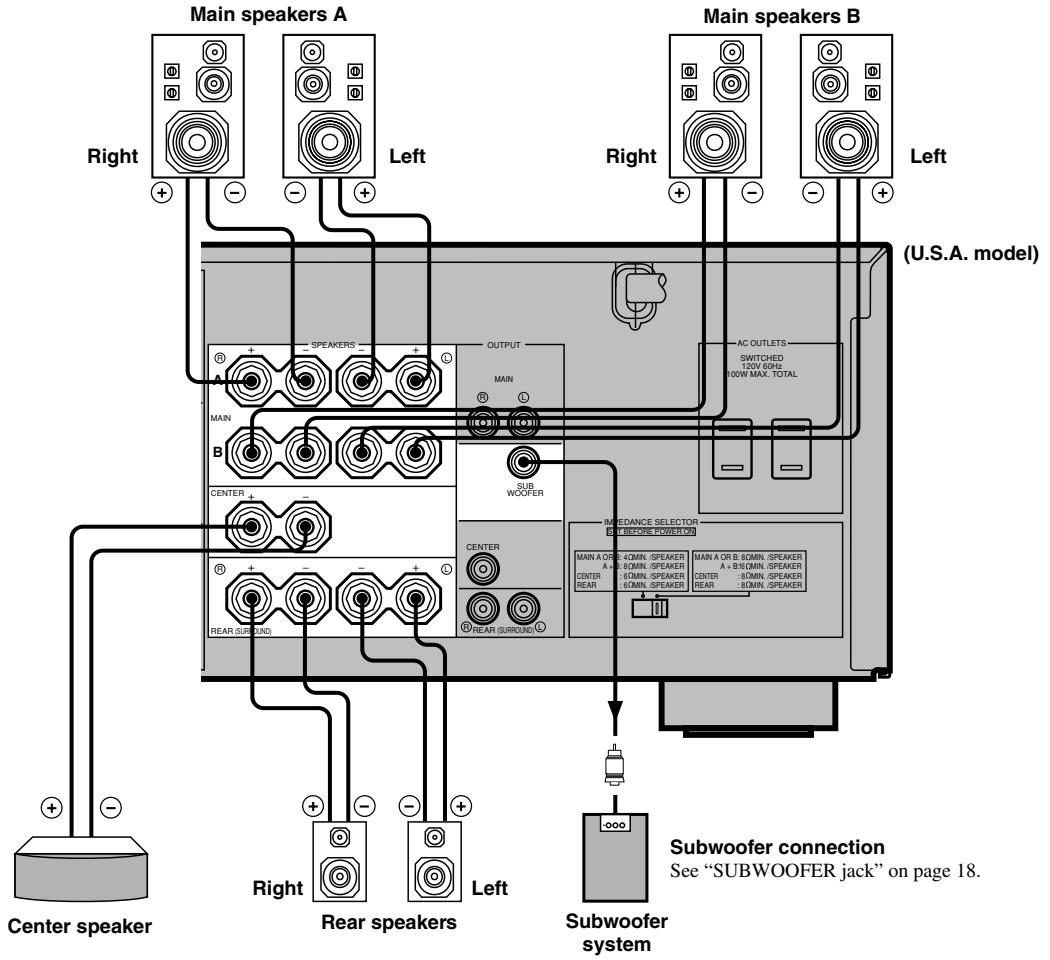 Main speakers A
Main speakers B
Right
Left
Right
Left
+ − − +
+ − − +
(U.S.A. model)
R + SPEAKERS − − + L
A
MAIN
B
OUTPUT
MAIN
R L
SUB
WOOFER
AC OUTLETS
SWITCHED
120V 60Hz
100W MAX. TOTAL
CENTER
+ −
CENTER
IMPEDANCE SELECTOR
SET BEFORE POWER ON
MAIN A OR B: 4ΩMIN. /SPEAKER
A + B: 8ΩMIN. /SPEAKER
CENTER : 6ΩMIN. /SPEAKER
REAR : 6ΩMIN. /SPEAKER
MAIN A OR B: 8ΩMIN. /SPEAKER
A + B:16ΩMIN. /SPEAKER
CENTER : 8ΩMIN. /SPEAKER
REAR : 8ΩMIN. /SPEAKER
R + − − + L
REAR (SURROUND)
R REAR (SURROUND) L
+ −
+ − − +
Right
Left
Center speaker
Rear speakers
Subwoofer
system
Subwoofer connection
See “SUBWOOFER jack” on page 18.